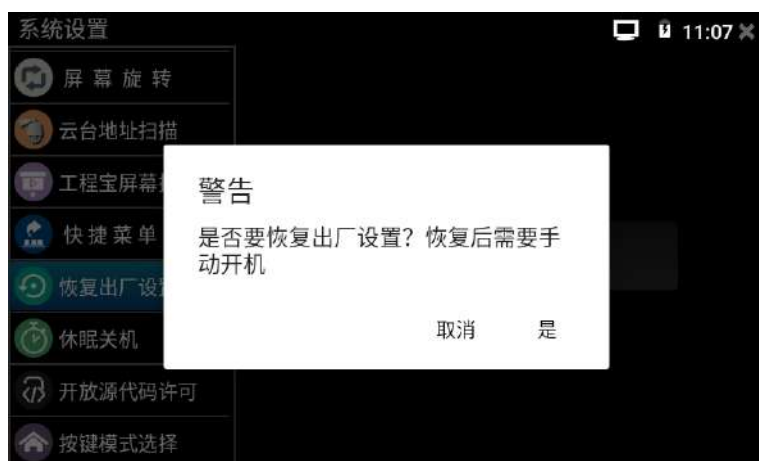 系统设置
11:07
屏幕旋转
云台地址扫描
工程宝屏幕
快捷菜单
恢复出厂设
休眠关机
开放源代码许可
按键模式选择
警告
是否要恢复出厂设置？恢复后需要手
动开机
取消 是